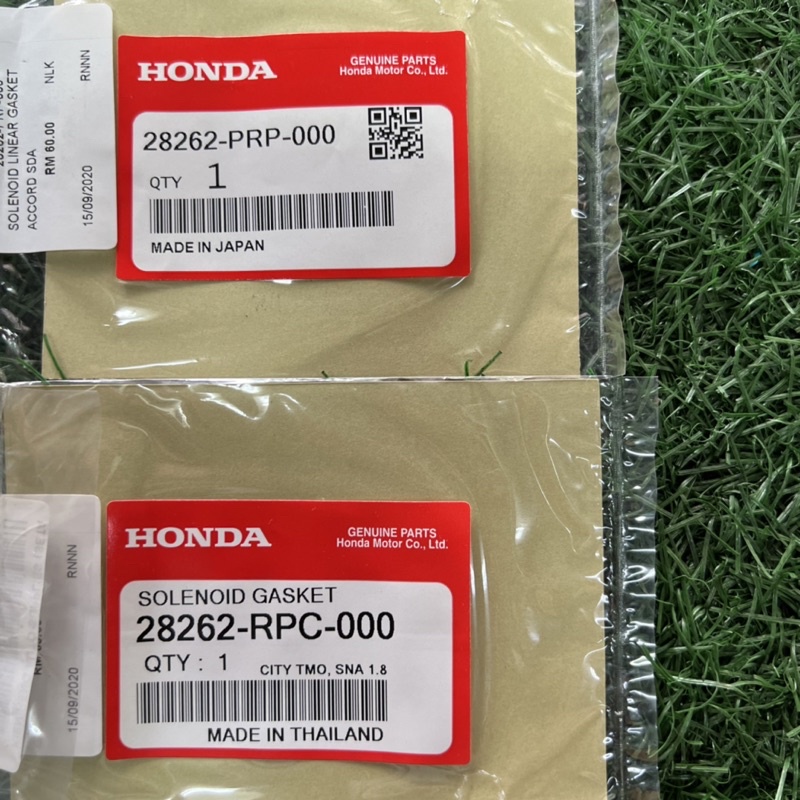 SOLENOID LINEAR GASKET
ACCORD SDA
RM 60.00 NLK
15/09/2020 RNNN
HONDA
GENUINE PARTS
Honda Motor Co., Ltd.
28262-PRP-000
QTY 1
MADE IN JAPAN
15/09/2020 RNNN
HONDA
GENUINE PARTS
Honda Motor Co., Ltd.
SOLENOID GASKET
28262-RPC-000
QTY : 1 CITY TMO, SNA 1.8
MADE IN THAILAND